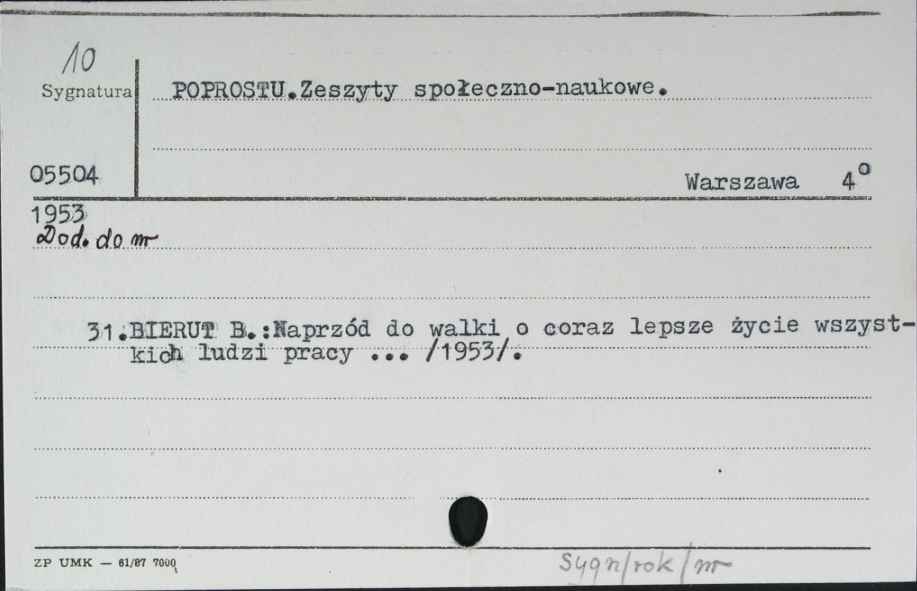 10
Sygnatura
POPROSTU.Zeszyty społeczno-naukowe.
05504
Warszawa 4º
1953
Dod. do nr
31.BIERUT B.:Naprzód do walki o coraz lepsze życie wszyst-
kich ludzi pracy ... /1953/.
ZP UMK — 61/87 7000
Sygn/rok/nr